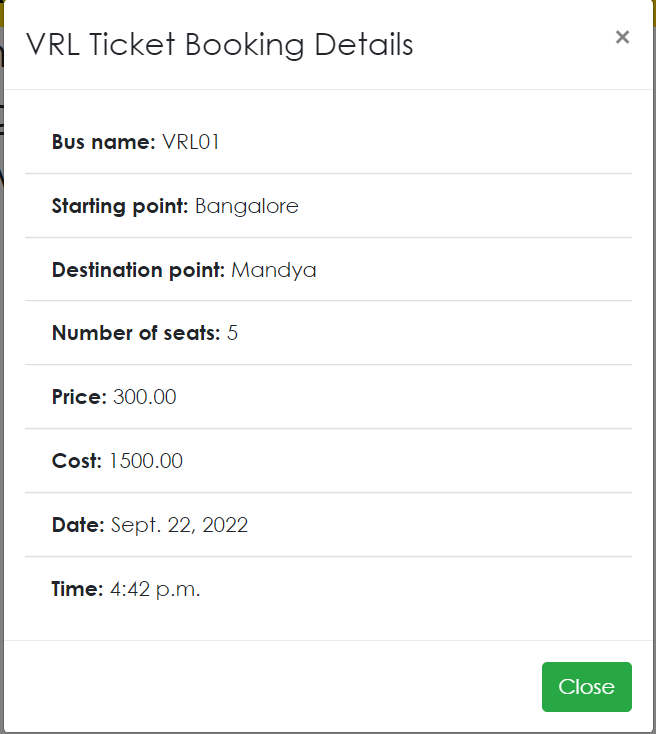 VRL Ticket Booking Details
×
Bus name: VRL01
Starting point: Bangalore
Destination point: Mandya
Number of seats: 5
Price: 300.00
Cost: 1500.00
Date: Sept. 22, 2022
Time: 4:42 p.m.
Close